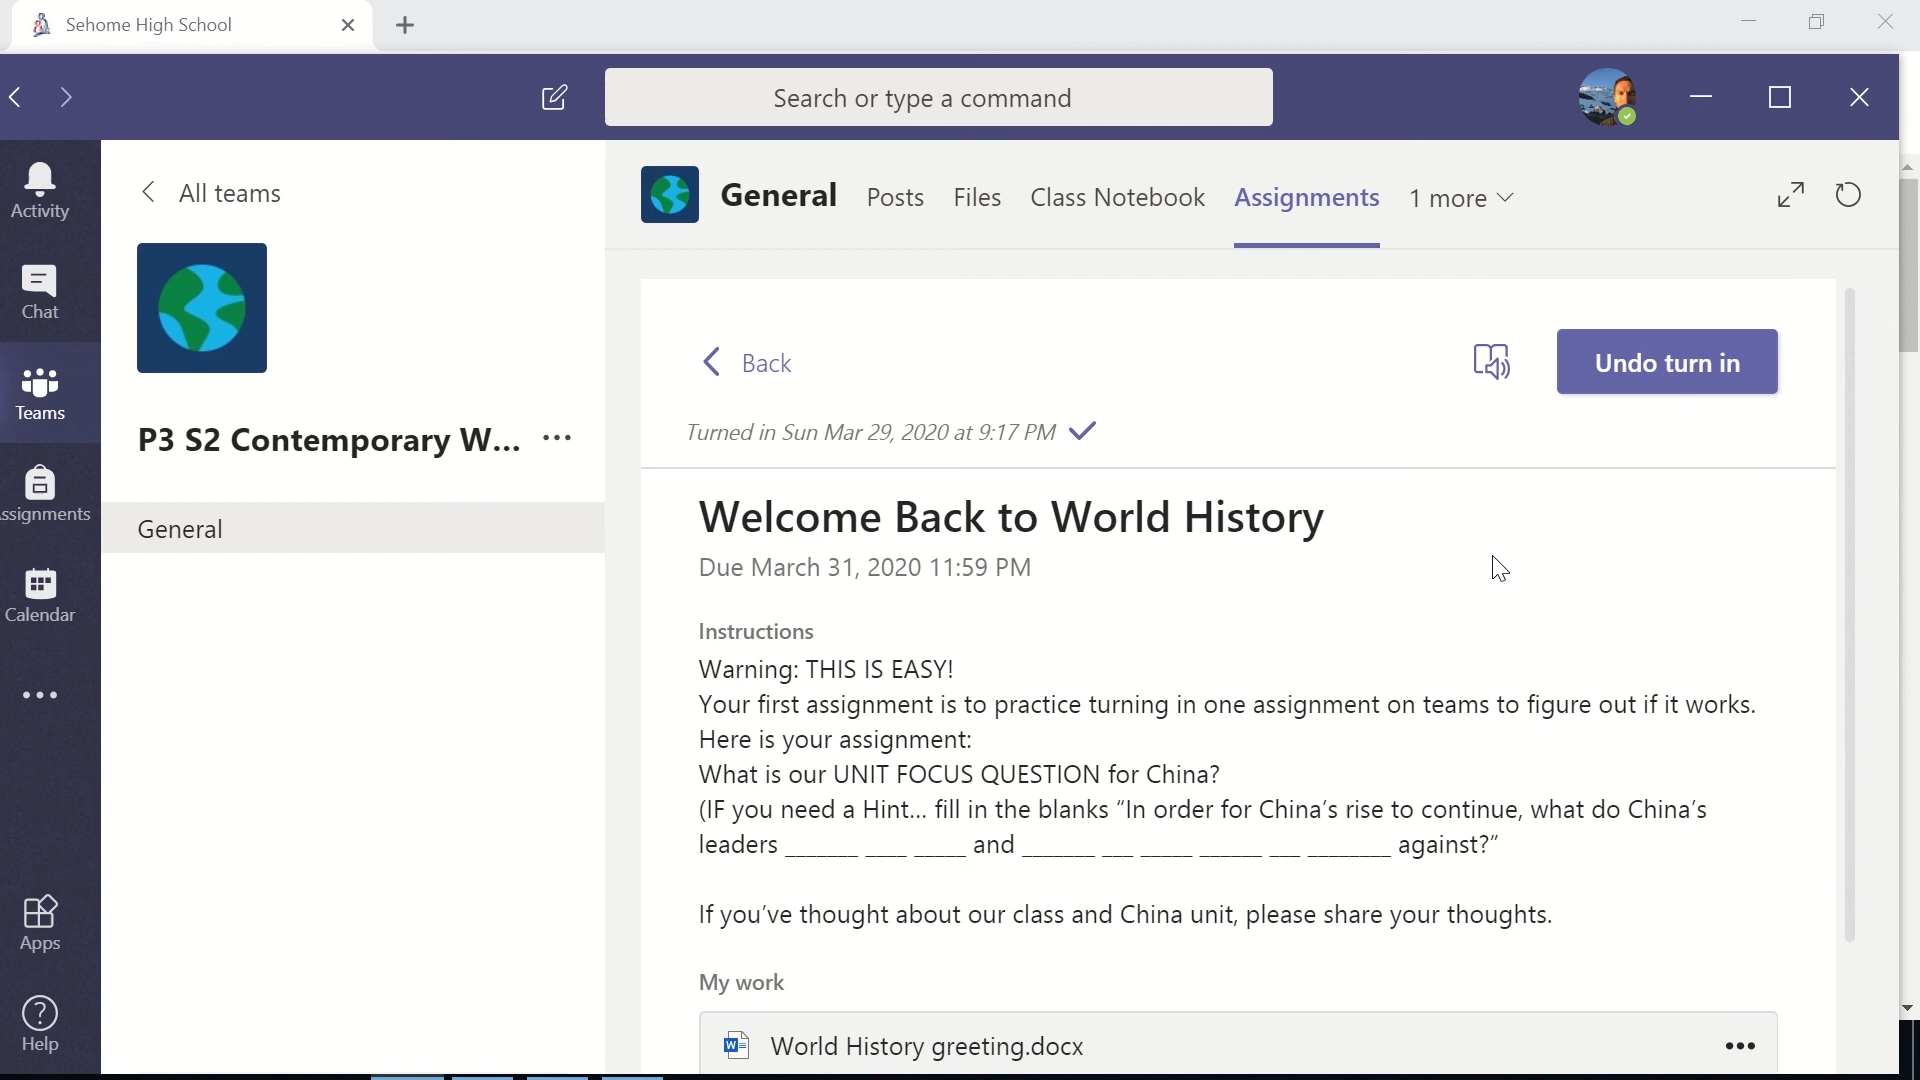 Sehome High School
Search or type a command
Activity
Chat
Teams
ssignments
Calendar
Apps
Help
All teams
P3 S2 Contemporary W...
General
General Posts Files Class Notebook Assignments 1 more
Back
Undo turn in
Turned in Sun Mar 29, 2020 at 9:17 PM
Welcome Back to World History
Due March 31, 2020 11:59 PM
Instructions
Warning: THIS IS EASY!
Your first assignment is to practice turning in one assignment on teams to figure out if it works.
Here is your assignment:
What is our UNIT FOCUS QUESTION for China?
(IF you need a Hint... fill in the blanks “In order for China’s rise to continue, what do China’s
leaders _______ ____ _____ and _______ ___ _____ ______ ___ ________ against?”
If you’ve thought about our class and China unit, please share your thoughts.
My work
World History greeting.docx